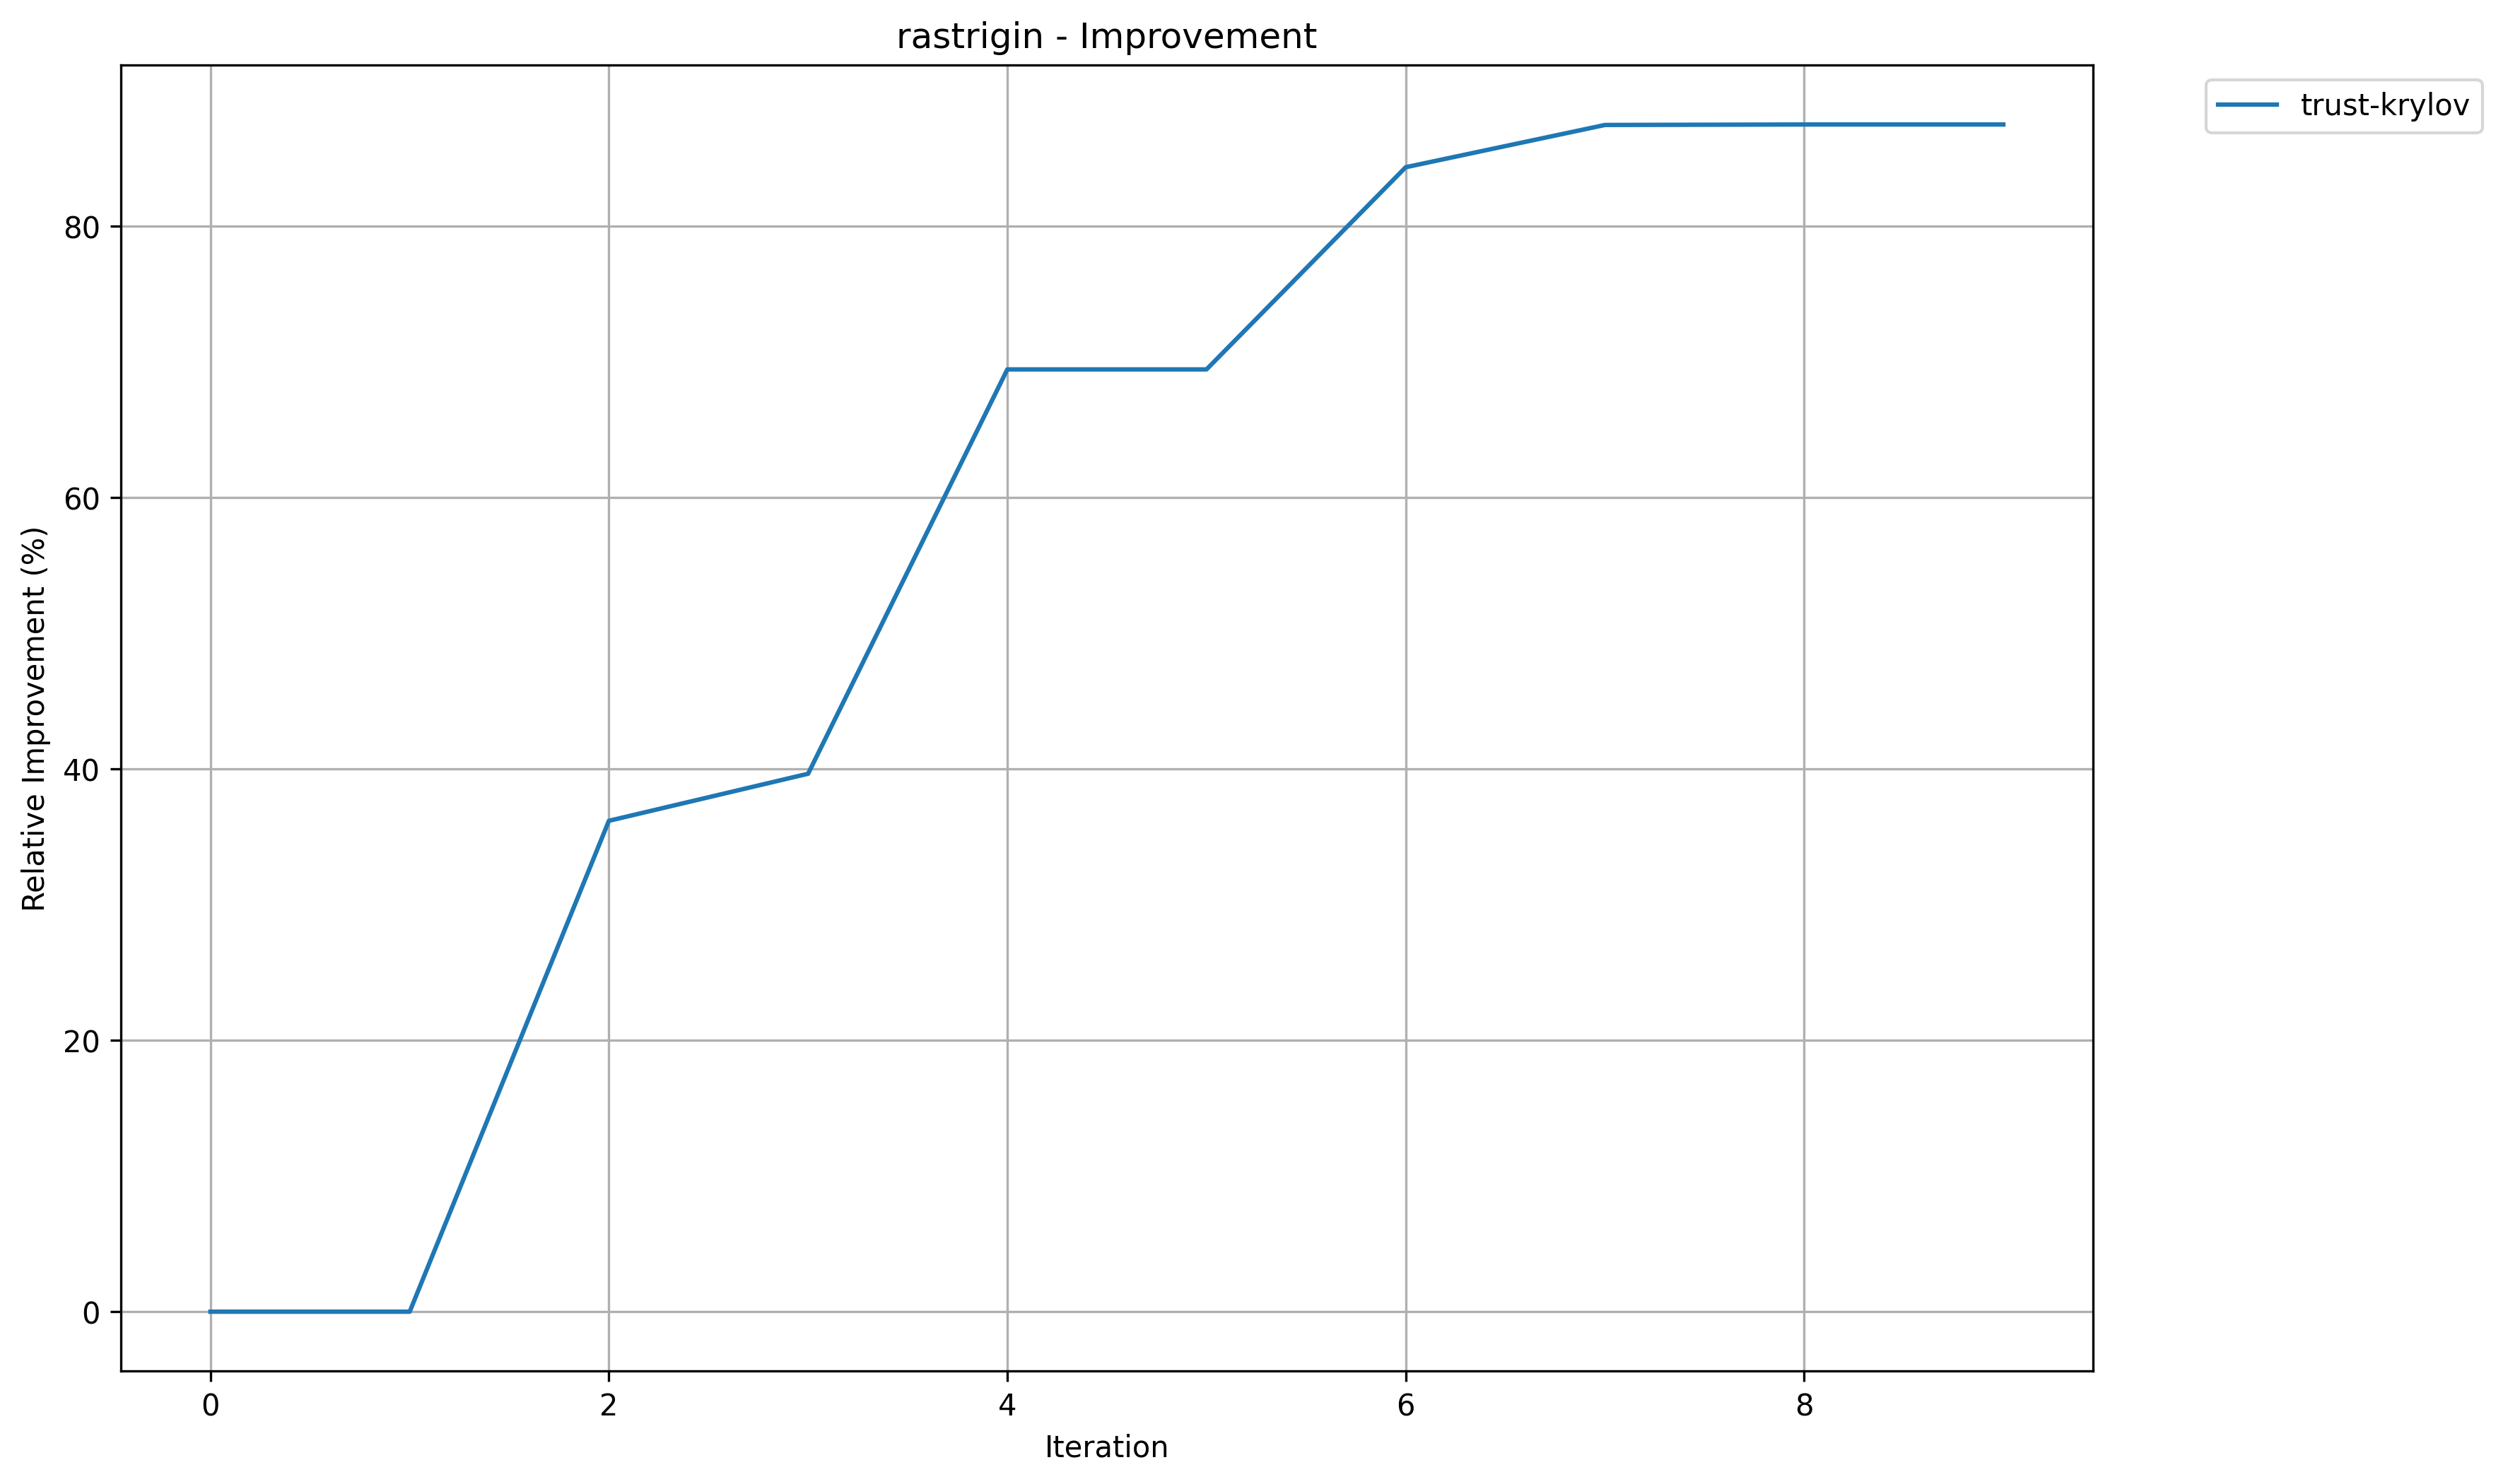 rastrigin - Improvement
trust-krylov
Relative Improvement (%)
80
60
40
20
0
0 2 4 6 8
Iteration